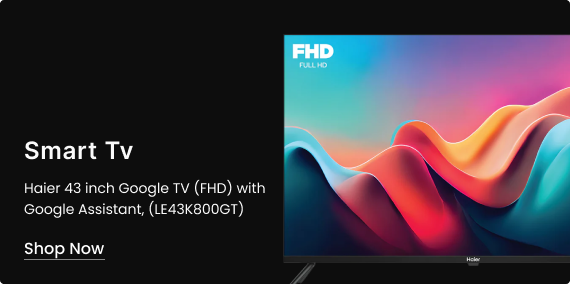 FHD
FULL HD
Smart Tv
Haier 43 inch Google TV (FHD) with
Google Assistant, (LE43K800GT)
Shop Now
Haier